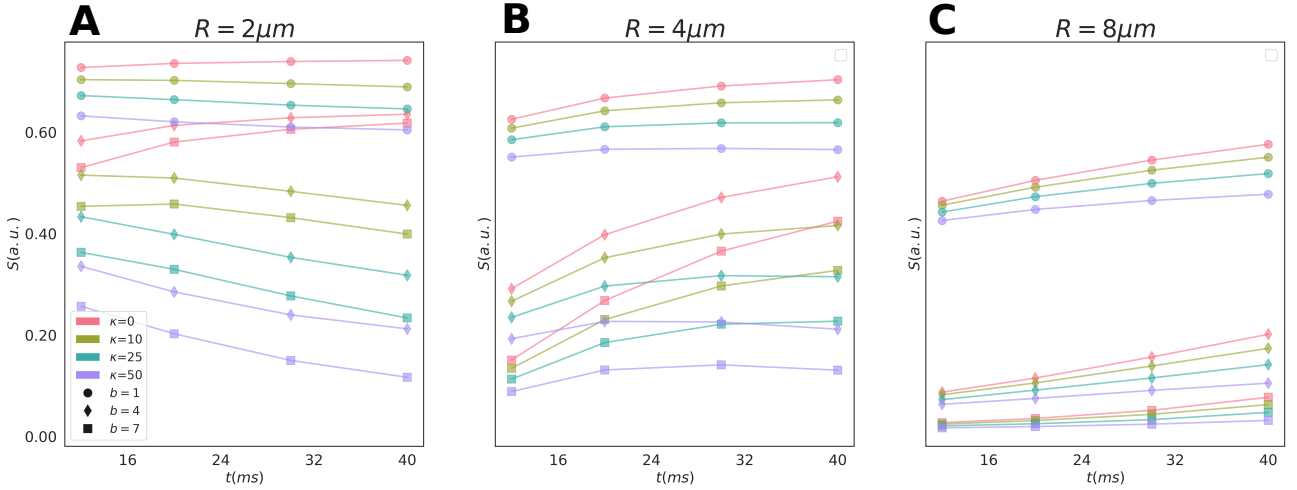 A
R = 2μm
B
R = 4μm
C
R = 8μm
0.60
0.40
0.20
0.00
S(a.u.)
κ=0
κ=10
κ=25
κ=50
b = 1
b = 4
b = 7
16 24 32 40
t(ms)
S(a.u.)
16 24 32 40
t(ms)
S(a.u.)
16 24 32 40
t(ms)